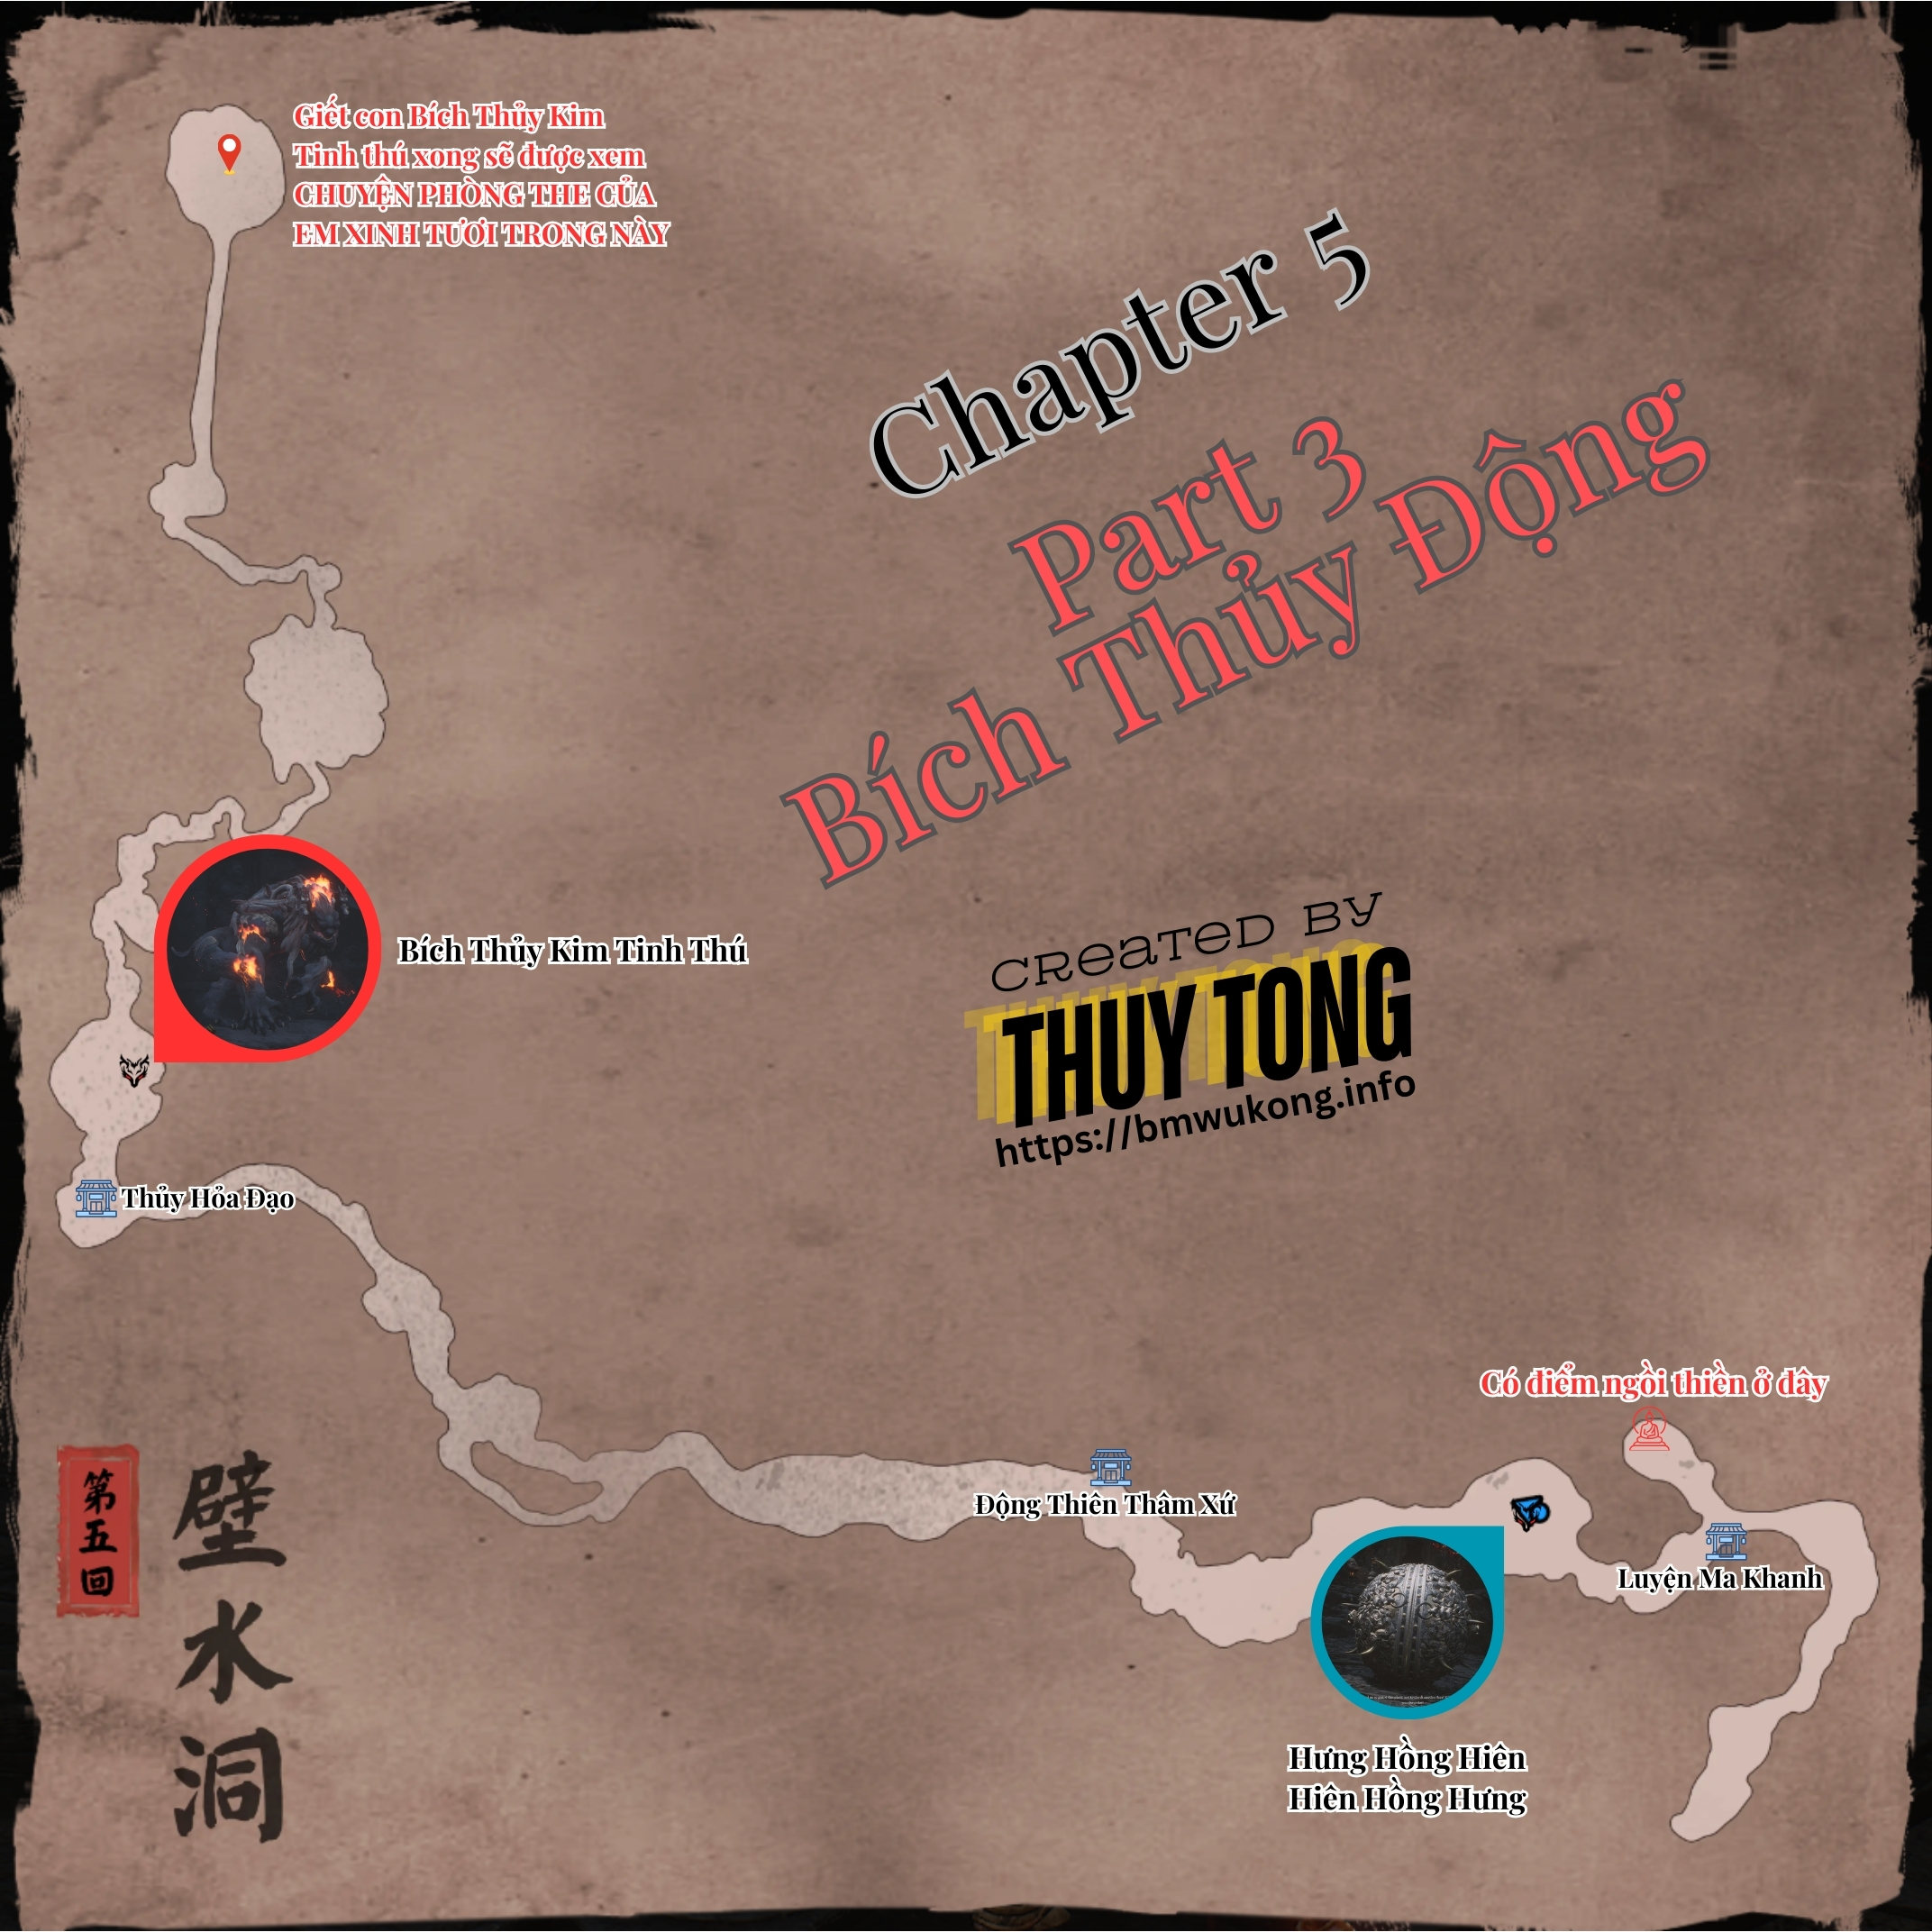 Giết con Bích Thủy Kim
Tinh thú xong sẽ được xem
CHUYỆN PHÒNG THE CỦA
EM XINH TƯƠI TRONG NÀY
Chapter 5
Part 3
Bích Thủy Động
Bích Thủy Kim Tinh Thú
CREATED BY
THUY TONG
https://bmwukong.info
Thủy Hỏa Đạo
Có điểm ngồi thiền ở đây
Động Thiên Thâm Xứ
Luyện Ma Khanh
Hưng Hồng Hiên
Hiên Hồng Hưng
第五回
壁水洞